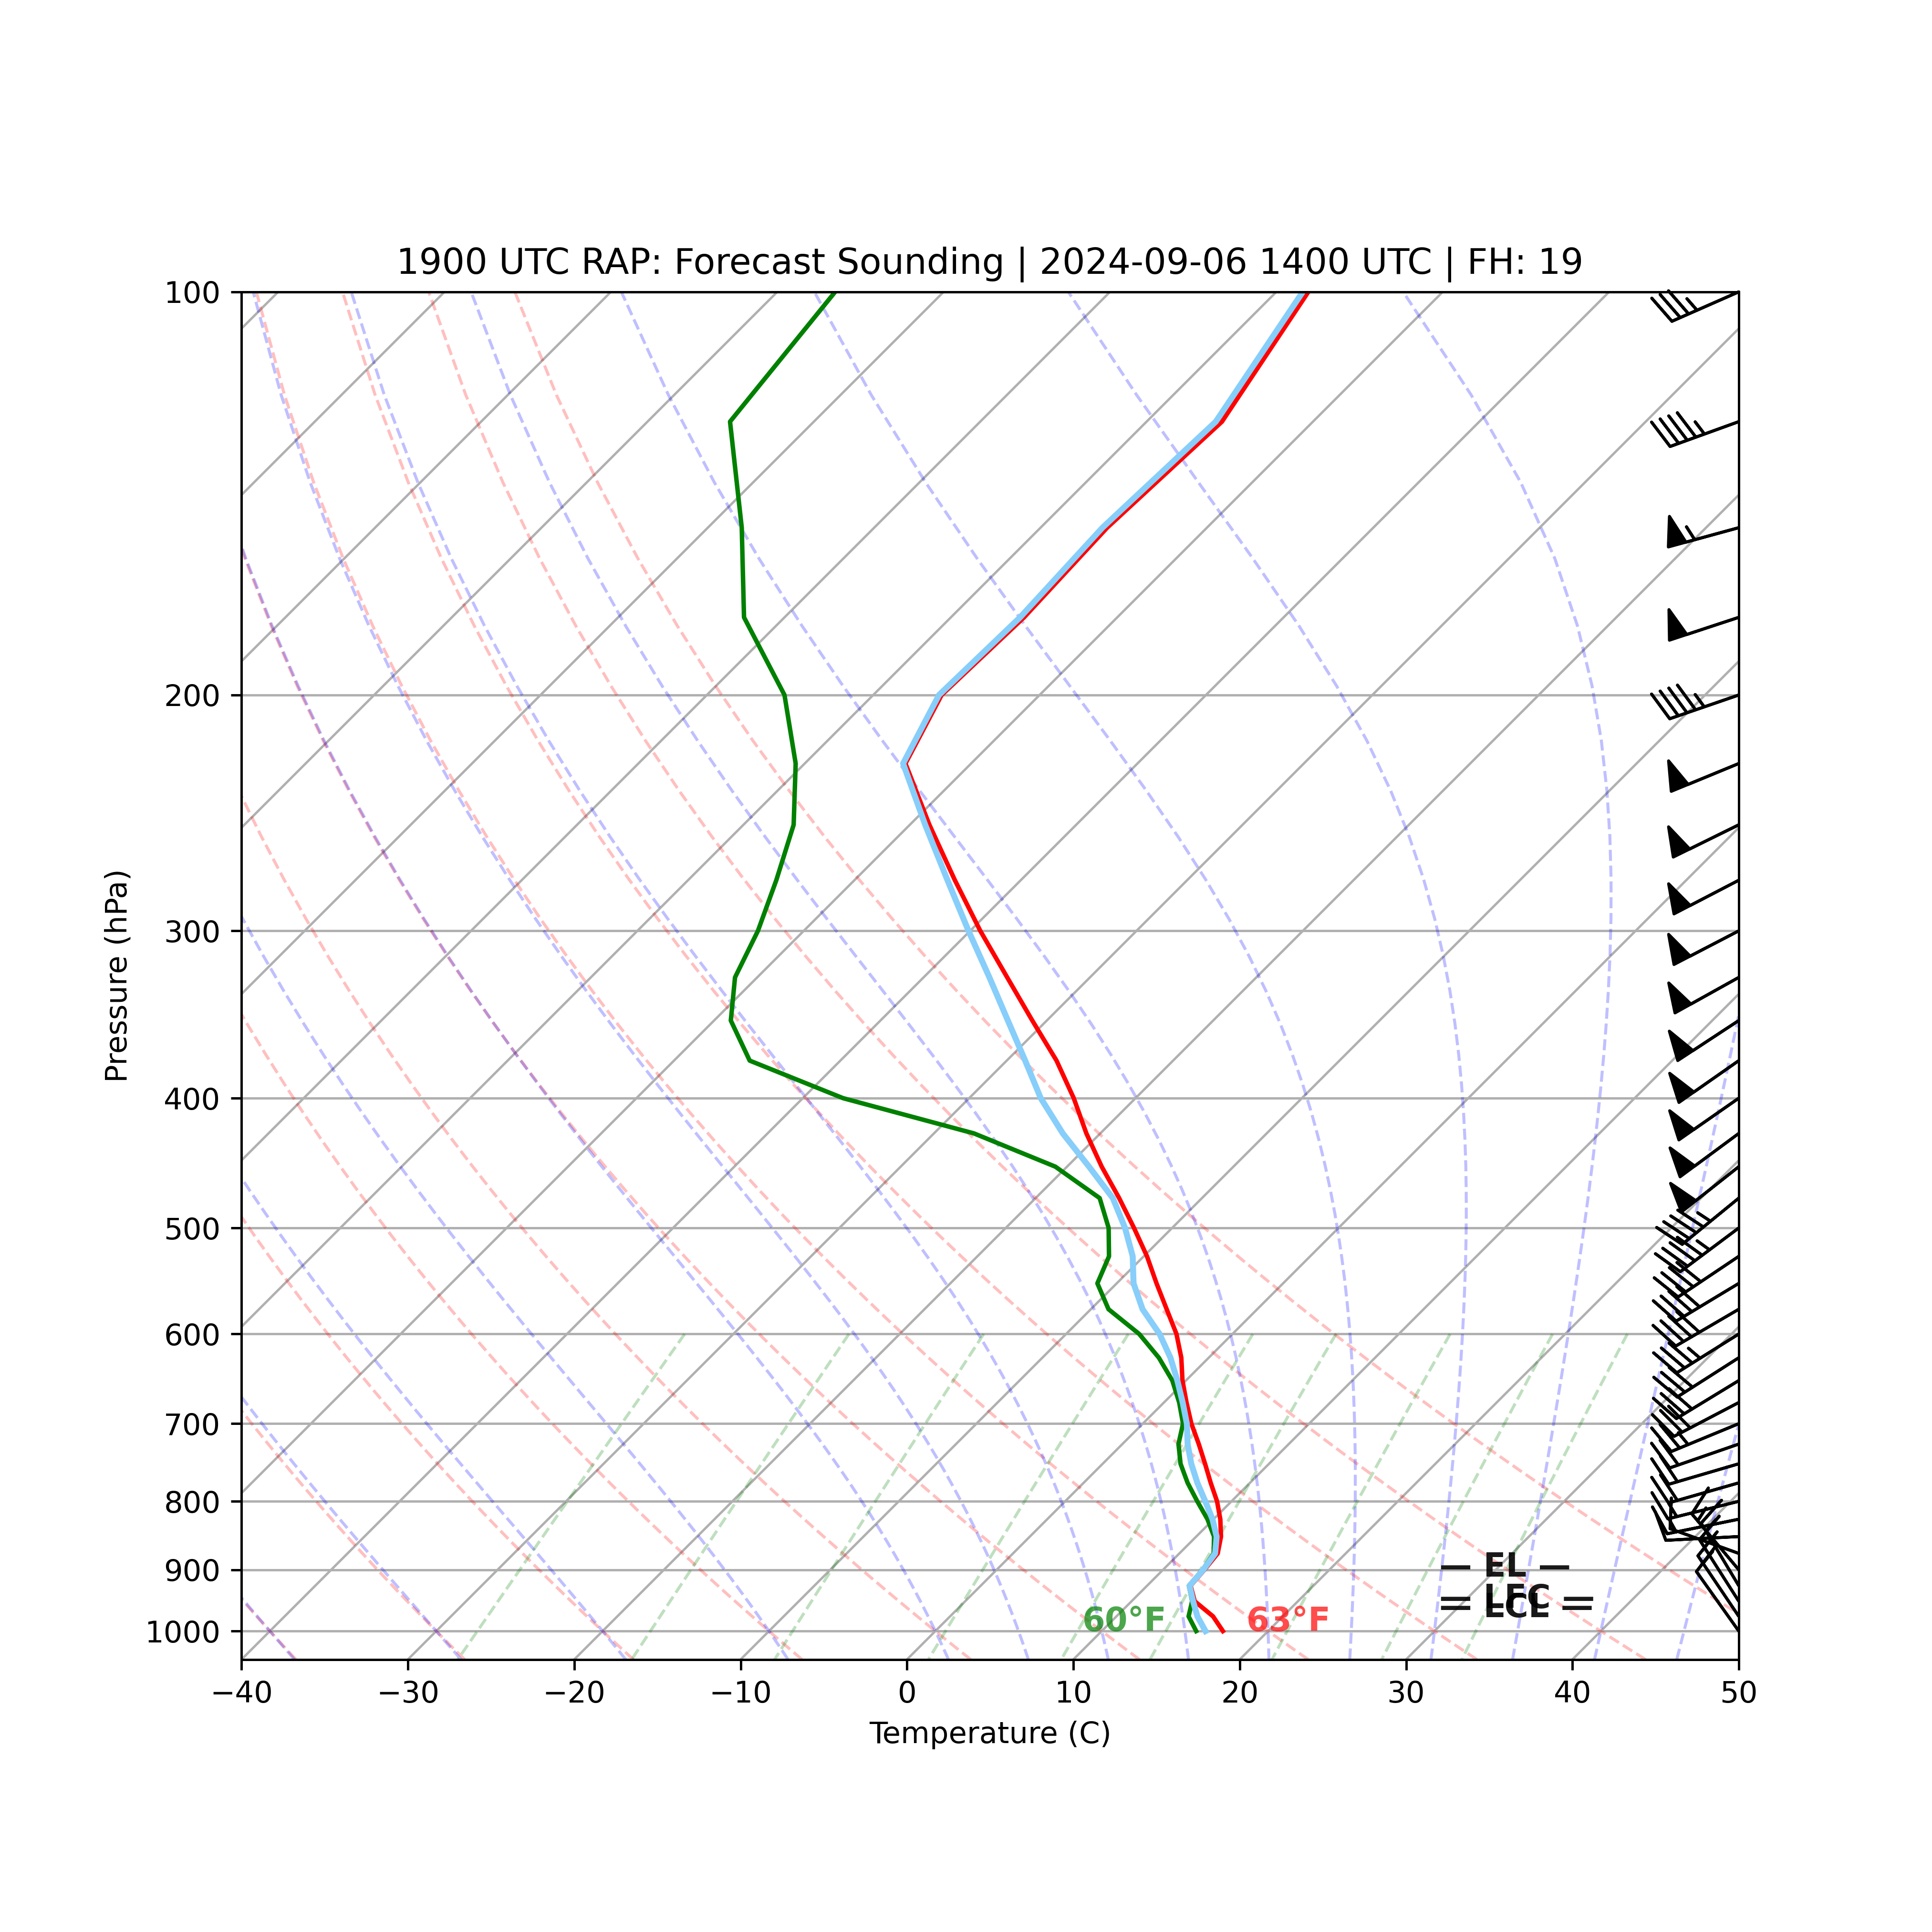 1900 UTC RAP: Forecast Sounding | 2024-09-06 1400 UTC | FH: 19
100
200
300
400
500
600
700
800
900
1000
Pressure (hPa)
— EL —
— LFC —
— LCL —
60°F
63°F
−40 −30 −20 −10 0 10 20 30 40 50
Temperature (C)